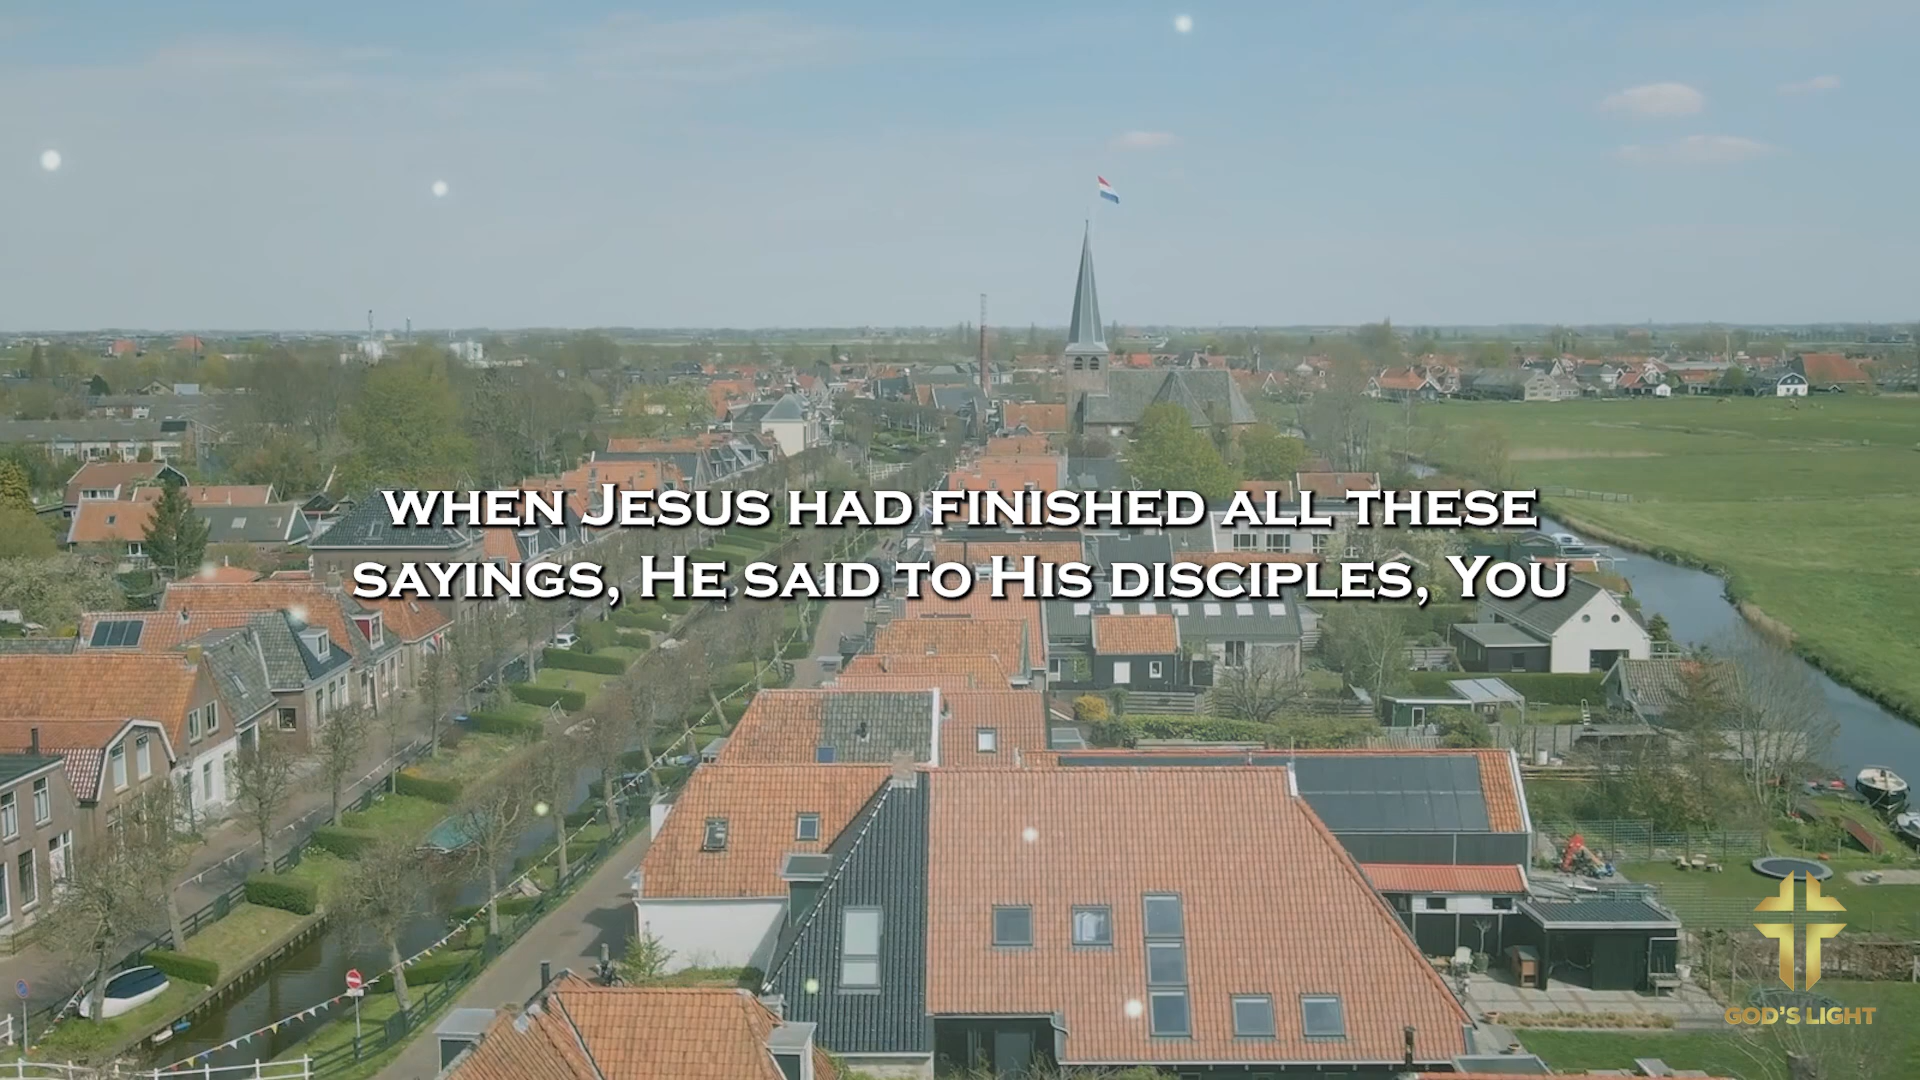 when Jesus had finished all these
sayings, He said to His disciples, You
GOD'S LIGHT